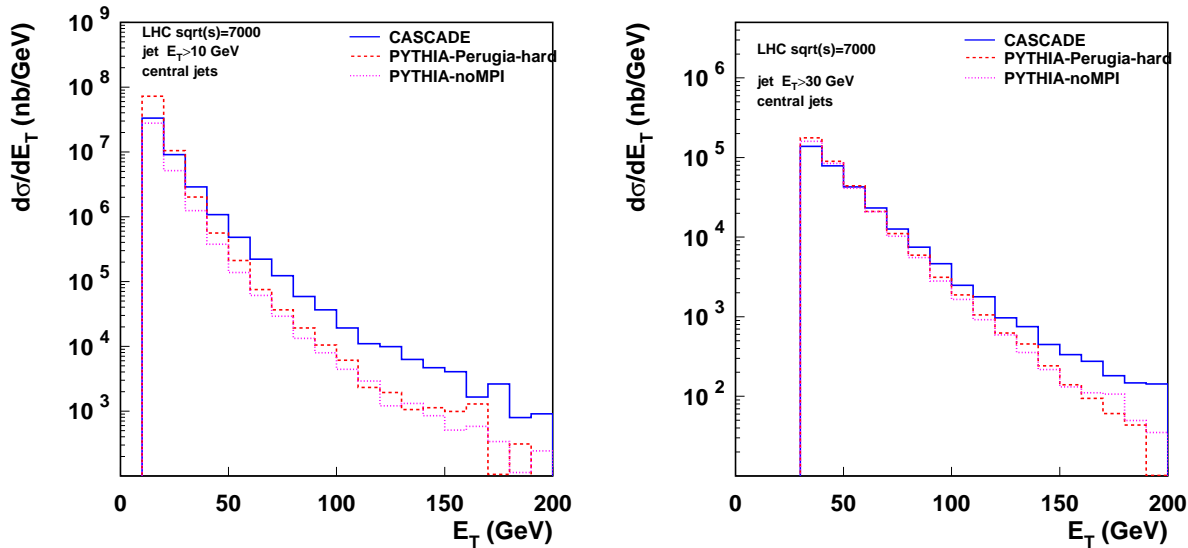 dσ/dE_T (nb/GeV)
10^9
10^8
10^7
10^6
10^5
10^4
10^3
LHC sqrt(s)=7000
jet E_T>10 GeV
central jets
CASCADE
PYTHIA-Perugia-hard
PYTHIA-noMPI
0
50
100
150
200
E_T (GeV)
dσ/dE_T (nb/GeV)
10^6
10^5
10^4
10^3
10^2
LHC sqrt(s)=7000
jet E_T>30 GeV
central jets
CASCADE
PYTHIA-Perugia-hard
PYTHIA-noMPI
0
50
100
150
200
E_T (GeV)